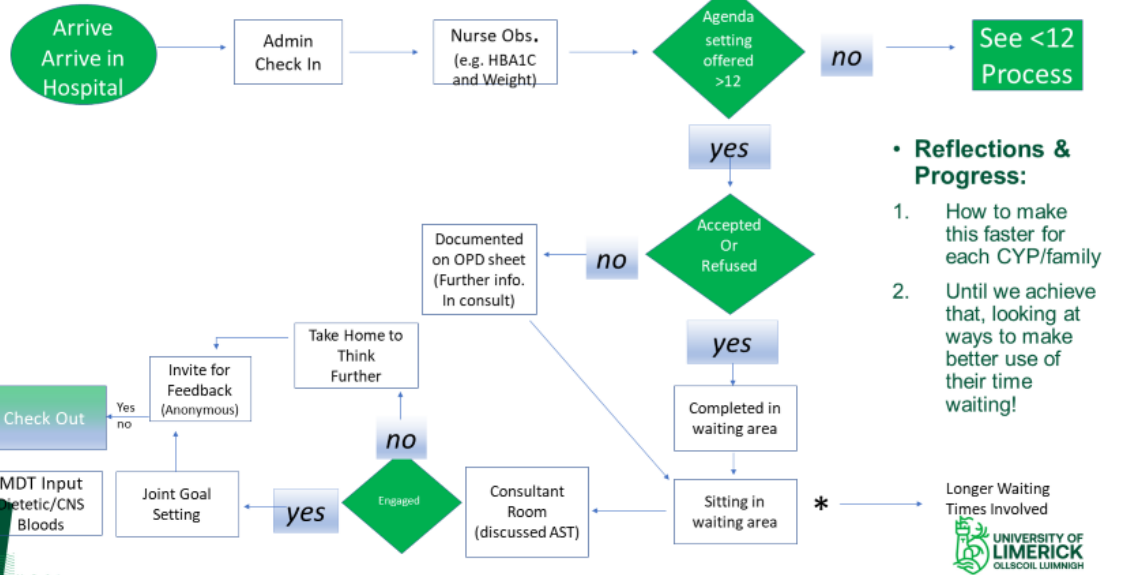 Arrive
Arrive in
Hospital
Admin
Check In
Nurse Obs.
(e.g. HBA1C
and Weight)
Agenda
setting
offered
>12
no
See <12
Process
yes
• Reflections &
Progress:
1. How to make
this faster for
each CYP/family
2. Until we achieve
that, looking at
ways to make
better use of
their time
waiting!
Accepted
Or
Refused
no
Documented
on OPD sheet
(Further info.
In consult)
yes
Completed in
waiting area
Sitting in
waiting area
*
Longer Waiting
Times Involved
Consultant
Room
(discussed AST)
Engaged
no
Take Home to
Think
Further
yes
Joint Goal
Setting
Invite for
Feedback
(Anonymous)
Yes
no
Check Out
MDT Input
Dietetic/CNS
Bloods
UNIVERSITY OF
LIMERICK
OLLSCOIL LUIMNIGH